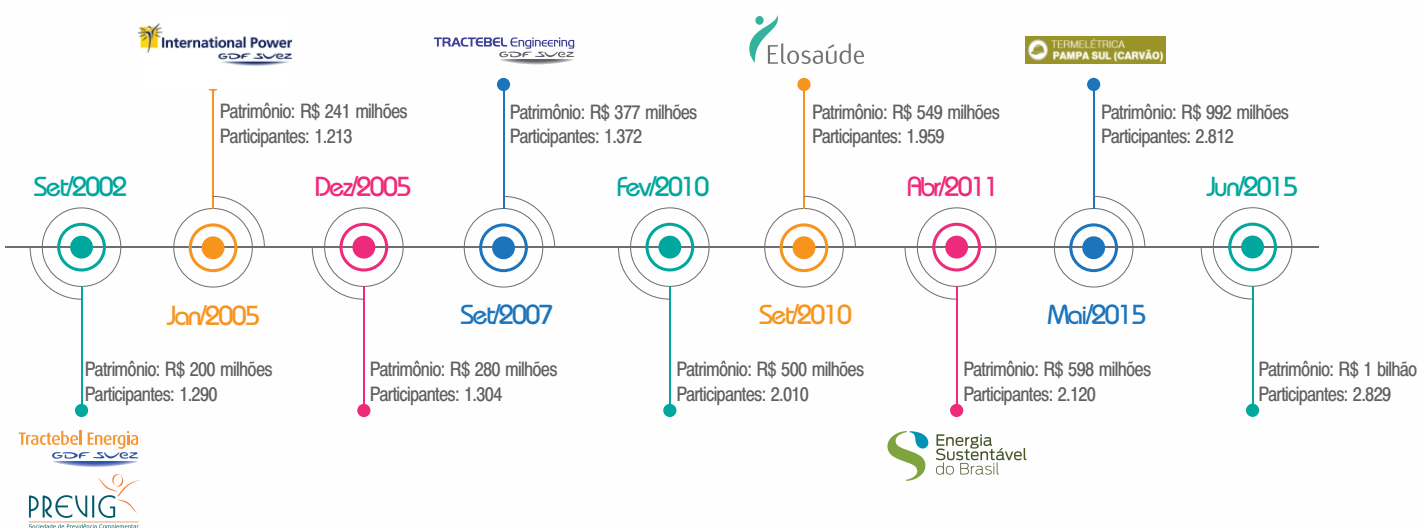 International Power
GDF SUEZ
TRACTEBEL Engineering
GDF SUEZ
Elosaúde
TERMELÉTRICA
PAMPA SUL (CARVÃO)
Patrimônio: R$ 241 milhões
Participantes: 1.213
Patrimônio: R$ 377 milhões
Participantes: 1.372
Patrimônio: R$ 549 milhões
Participantes: 1.959
Patrimônio: R$ 992 milhões
Participantes: 2.812
Set/2002
Dez/2005
Fev/2010
Abr/2011
Jun/2015
Jan/2005
Set/2007
Set/2010
Mai/2015
Patrimônio: R$ 200 milhões
Participantes: 1.290
Patrimônio: R$ 280 milhões
Participantes: 1.304
Patrimônio: R$ 500 milhões
Participantes: 2.010
Patrimônio: R$ 598 milhões
Participantes: 2.120
Patrimônio: R$ 1 bilhão
Participantes: 2.829
Tractebel Energia
GDF SUEZ
PREVIG
Sociedade de Previdência Complementar
Energia
Sustentável
do Brasil